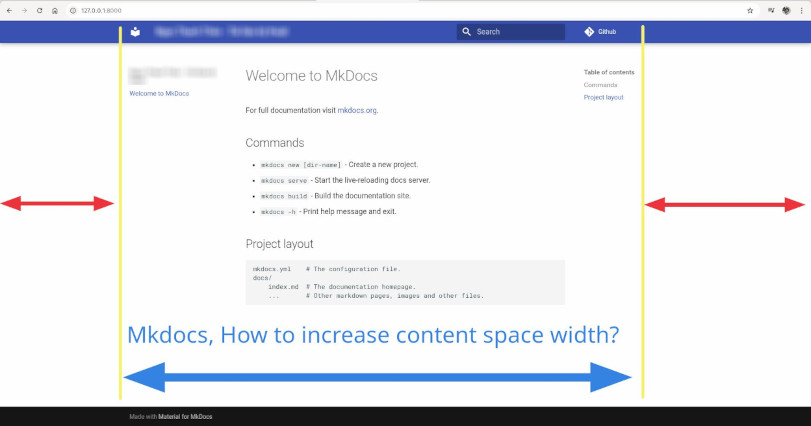 127.0.0.1:8000
Search
Github
Welcome to MkDocs
Welcome to MkDocs
For full documentation visit mkdocs.org.
Commands
mkdocs new [dir-name] - Create a new project.
mkdocs serve - Start the live-reloading docs server.
mkdocs build - Build the documentation site.
mkdocs -h - Print help message and exit.
Project layout
mkdocs.yml # The configuration file.
docs/
index.md # The documentation homepage.
... # Other markdown pages, images and other files.
Table of contents
Commands
Project layout
Mkdocs, How to increase content space width?
Made with Material for MkDocs